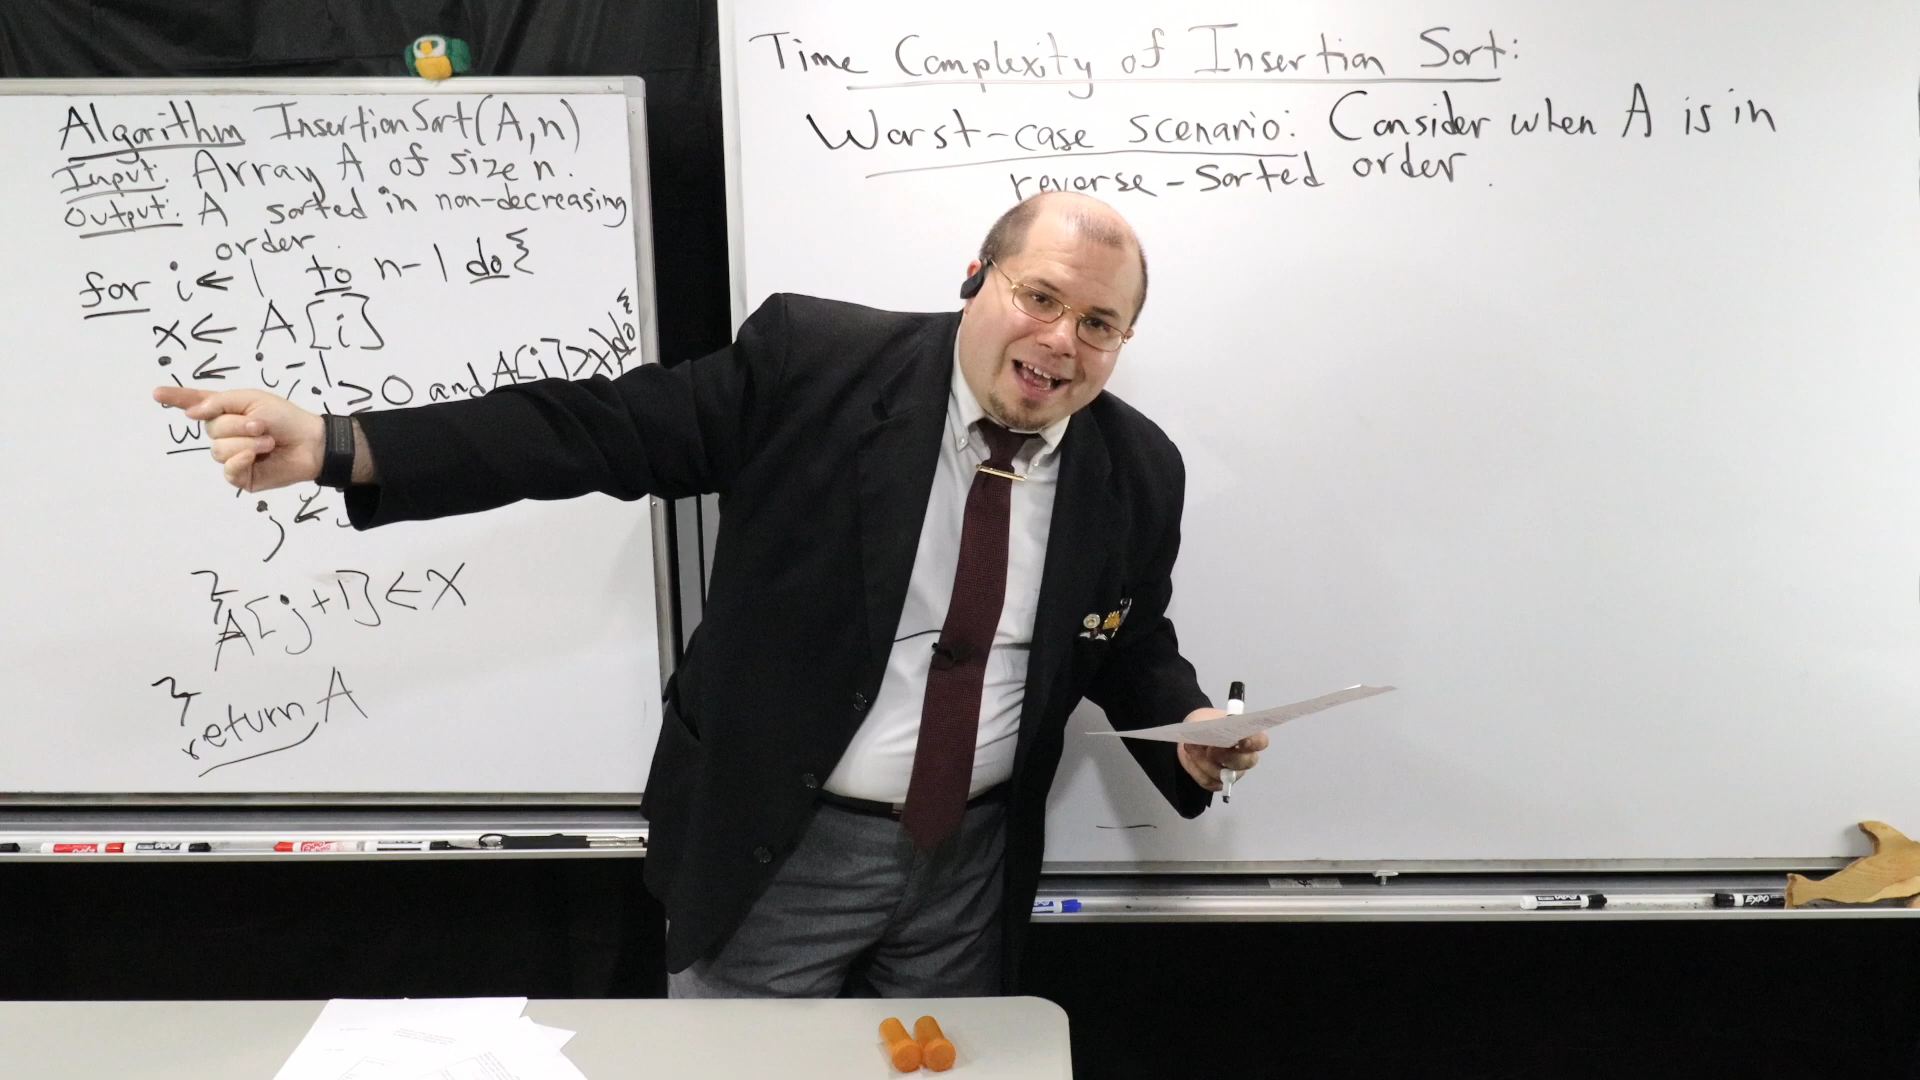 Algorithm InsertionSort(A,n)
Input: Array A of size n.
Output: A sorted in non-decreasing
order.
for i ← 1 to n-1 do {
x ← A[i]
j ← i-1
j ≥ 0 and A[j] > x) do {
j ←
}
A[j+1] ← x
}
return A
Time Complexity of Insertion Sort:
Worst-case scenario: Consider when A is in
reverse-sorted order.
EXPO